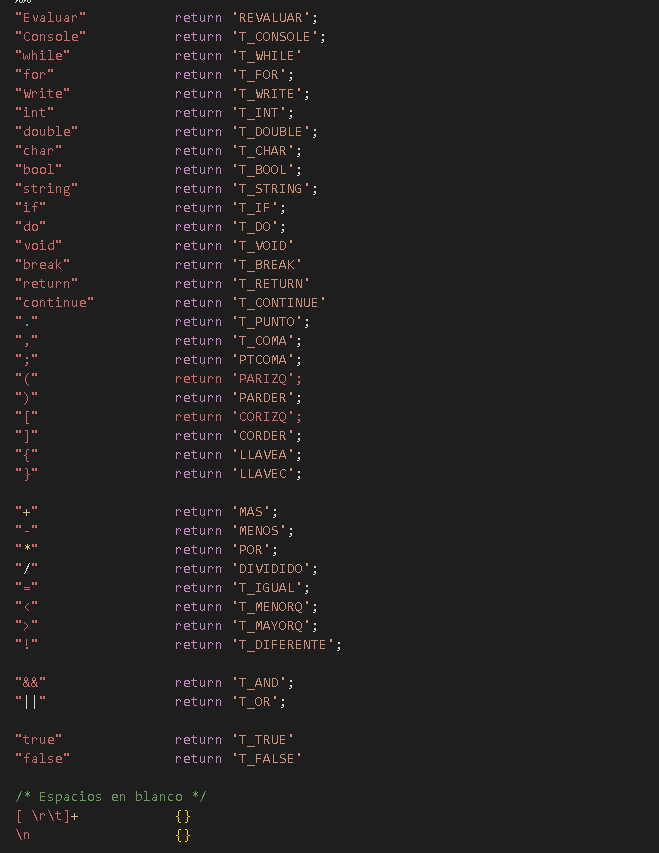 %%
"Evaluar" return 'REVALUAR';
"Console" return 'T_CONSOLE';
"while" return 'T_WHILE'
"for" return 'T_FOR';
"Write" return 'T_WRITE';
"int" return 'T_INT';
"double" return 'T_DOUBLE';
"char" return 'T_CHAR';
"bool" return 'T_BOOL';
"string" return 'T_STRING';
"if" return 'T_IF';
"do" return 'T_DO';
"void" return 'T_VOID'
"break" return 'T_BREAK'
"return" return 'T_RETURN'
"continue" return 'T_CONTINUE'
"." return 'T_PUNTO';
"," return 'T_COMA';
";" return 'PTCOMA';
"(" return 'PARIZQ';
")" return 'PARDER';
"[" return 'CORIZQ';
"]" return 'CORDER';
"{" return 'LLAVEA';
"}" return 'LLAVEC';
"+" return 'MAS';
"-" return 'MENOS';
"*" return 'POR';
"/" return 'DIVIDIDO';
"=" return 'T_IGUAL';
"<" return 'T_MENORQ';
">" return 'T_MAYORQ';
"!" return 'T_DIFERENTE';
"&&" return 'T_AND';
"||" return 'T_OR';
"true" return 'T_TRUE'
"false" return 'T_FALSE'
/* Espacios en blanco */
[ \r\t]+ {}
\n {}